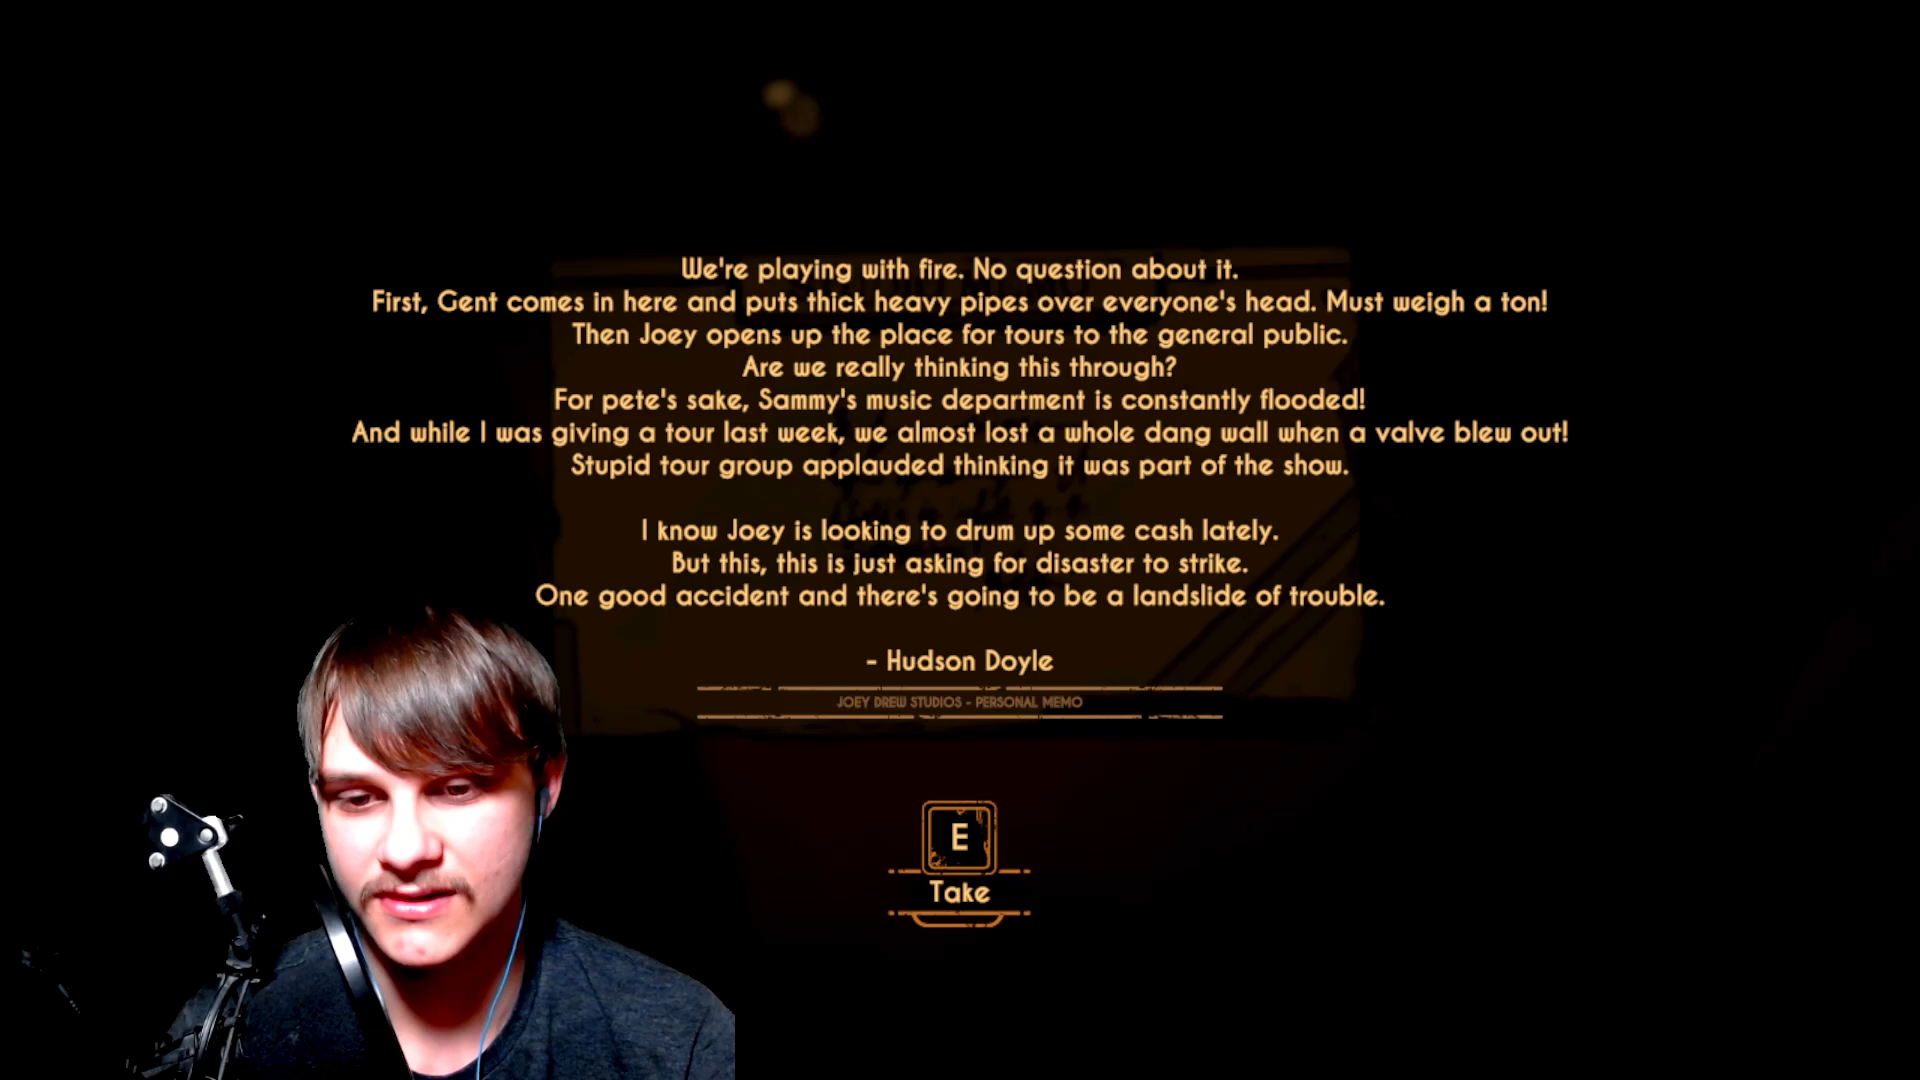 We're playing with fire. No question about it.
First, Gent comes in here and puts thick heavy pipes over everyone's head. Must weigh a ton!
Then Joey opens up the place for tours to the general public.
Are we really thinking this through?
For pete's sake, Sammy's music department is constantly flooded!
And while I was giving a tour last week, we almost lost a whole dang wall when a valve blew out!
Stupid tour group applauded thinking it was part of the show.
I know Joey is looking to drum up some cash lately.
But this, this is just asking for disaster to strike.
One good accident and there's going to be a landslide of trouble.
- Hudson Doyle
JOEY DREW STUDIOS - PERSONAL MEMO
E
Take